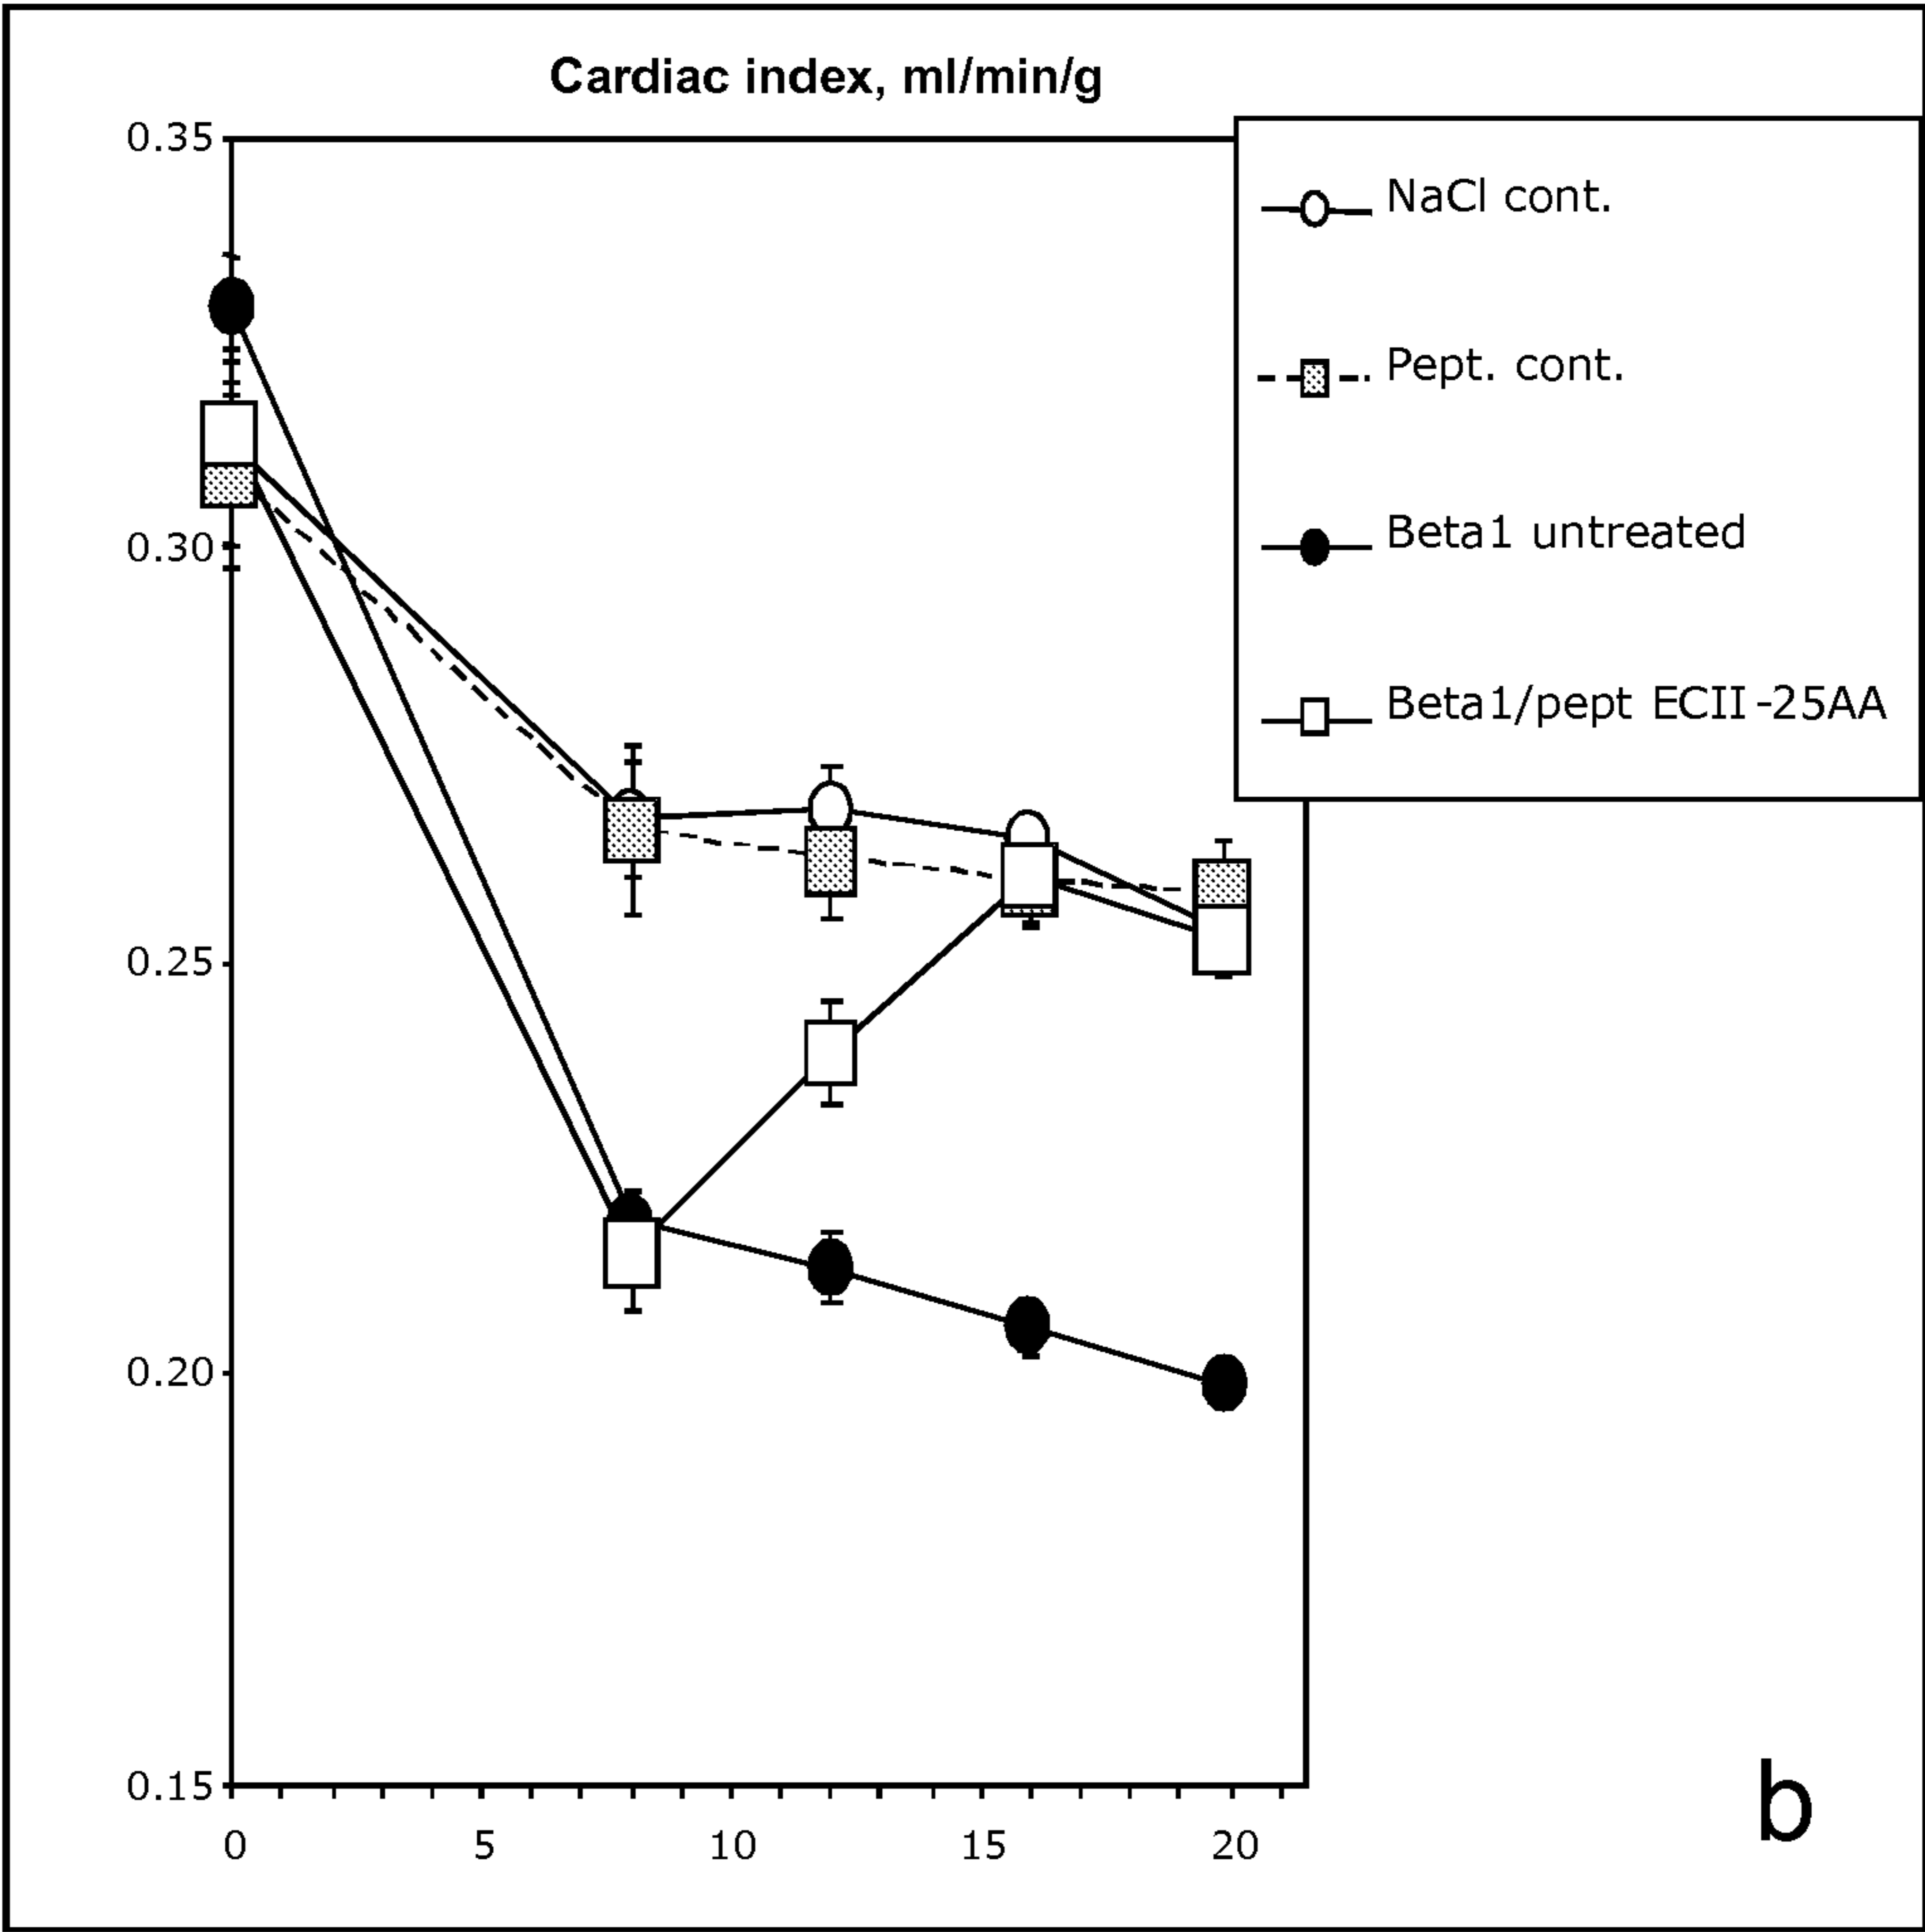 Cardiac index, ml/min/g
0.35
0.30
0.25
0.20
0.15
0 5 10 15 20
NaCl cont.
Pept. cont.
Beta1 untreated
Beta1/pept ECII-25AA
b